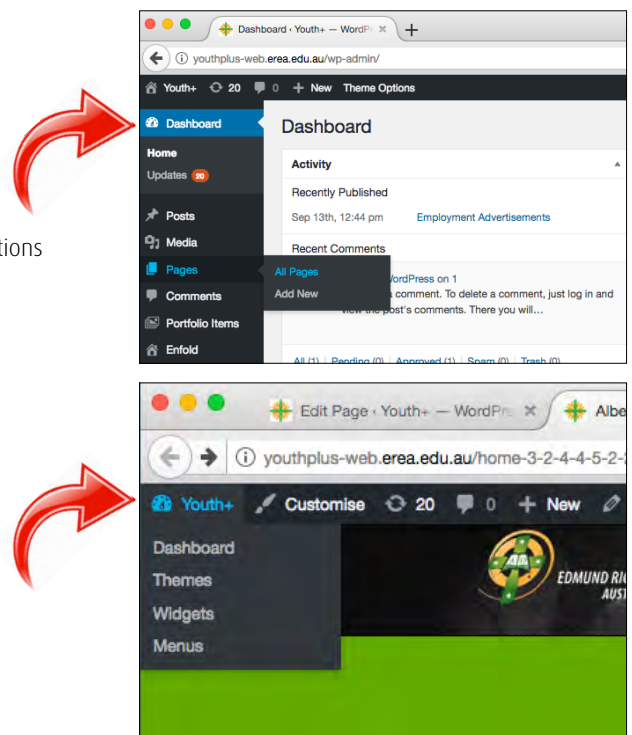 Dashboard ‹ Youth+ — WordPr
youthplus-web.erea.edu.au/wp-admin/
Youth+ 20 0 + New Theme Options
Dashboard
Dashboard
Home
Activity
Updates 20
Recently Published
Posts
Sep 13th, 12:44 pm Employment Advertisements
tions
Media
Recent Comments
Pages
All Pages
ordPress on 1
Comments
Add New
comment. To delete a comment, just log in and
view the post's comments. There you will…
Portfolio Items
Enfold
All (1) | Pending (0) | Approved (1) | Spam (0) | Trash (0)
Edit Page ‹ Youth+ — WordPr Albe
youthplus-web.erea.edu.au/home-3-2-4-4-5-2-
Youth+ Customise 20 0 + New
Dashboard
Themes
EDMUND RI
AUST
Widgets
Menus